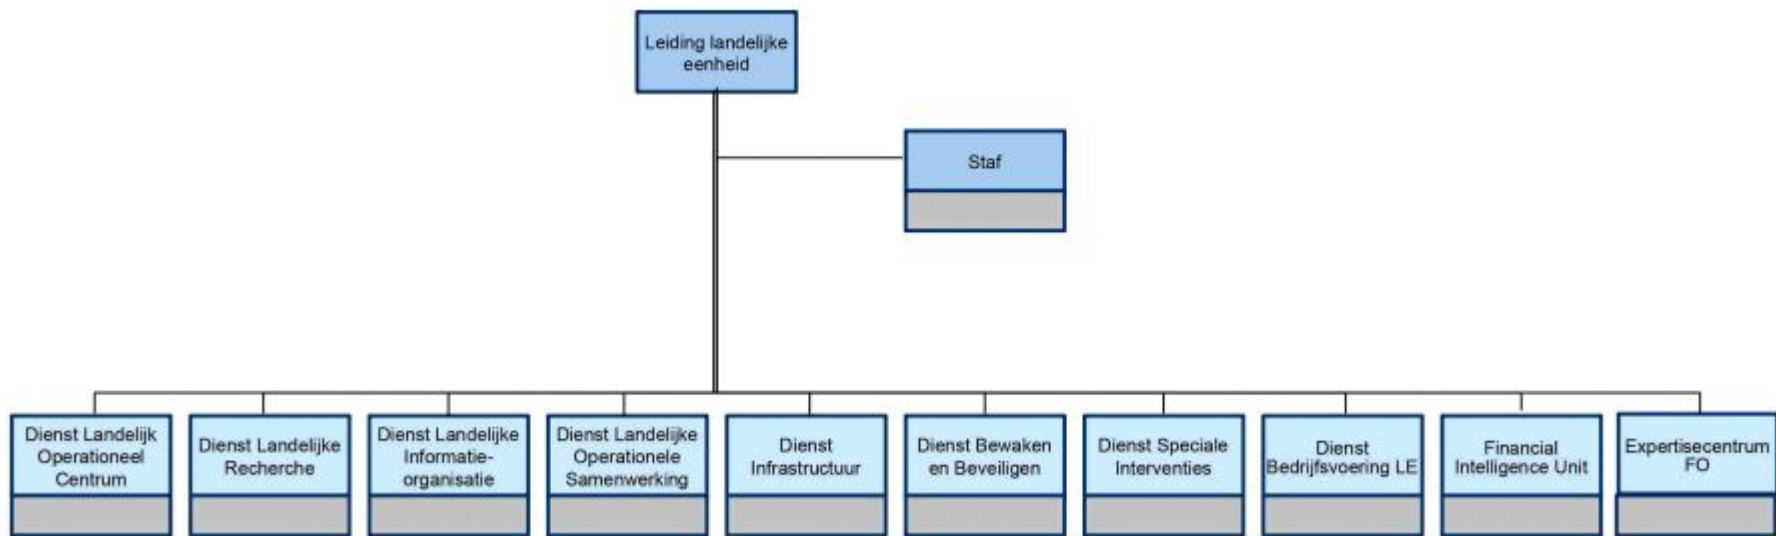 Leiding landelijke
eenheid
Staf
Dienst Landelijk
Operationeel
Centrum
Dienst Landelijke
Recherche
Dienst Landelijke
Informatie-
organisatie
Dienst Landelijke
Operationele
Samenwerking
Dienst
Infrastructuur
Dienst Bewaken
en Beveiligen
Dienst Speciale
Interventies
Dienst
Bedrijfsvoering LE
Financial
Intelligence Unit
Expertisecentrum
FO